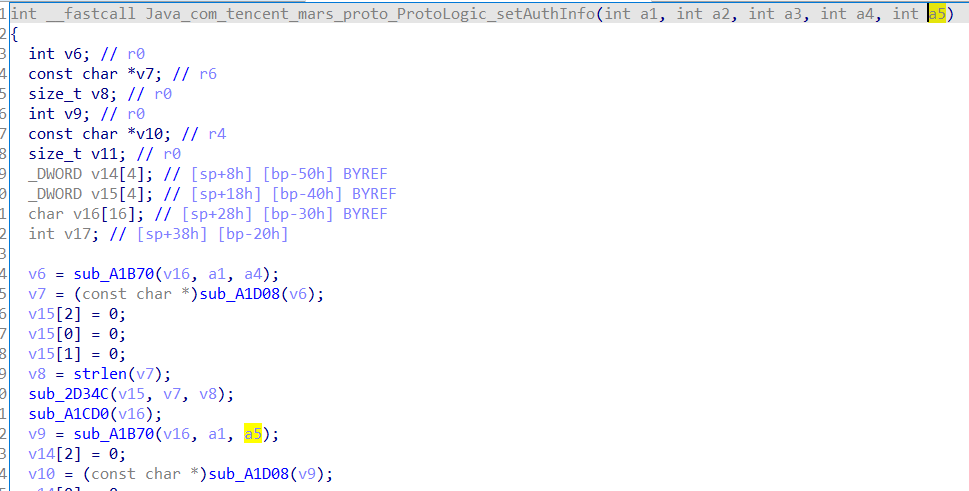 1 int __fastcall Java_com_tencent_mars_proto_ProtoLogic_setAuthInfo(int a1, int a2, int a3, int a4, int a5)
2 {
3 int v6; // r0
4 const char *v7; // r6
5 size_t v8; // r0
6 int v9; // r0
7 const char *v10; // r4
8 size_t v11; // r0
9 _DWORD v14[4]; // [sp+8h] [bp-50h] BYREF
0 _DWORD v15[4]; // [sp+18h] [bp-40h] BYREF
1 char v16[16]; // [sp+28h] [bp-30h] BYREF
2 int v17; // [sp+38h] [bp-20h]
3
4 v6 = sub_A1B70(v16, a1, a4);
5 v7 = (const char *)sub_A1D08(v6);
6 v15[2] = 0;
7 v15[0] = 0;
8 v15[1] = 0;
9 v8 = strlen(v7);
0 sub_2D34C(v15, v7, v8);
1 sub_A1CD0(v16);
2 v9 = sub_A1B70(v16, a1, a5);
3 v14[2] = 0;
4 v10 = (const char *)sub_A1D08(v9);